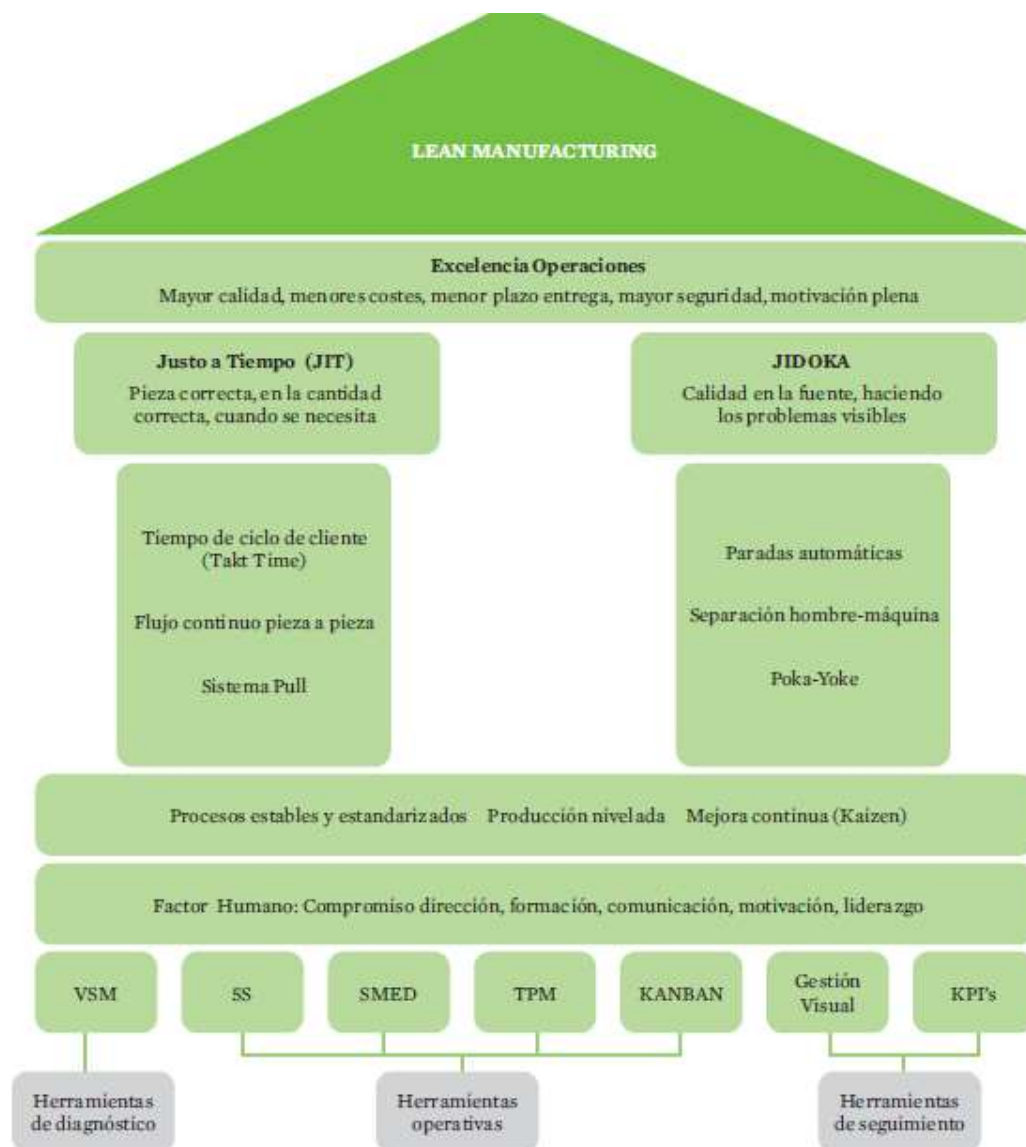 LEAN MANUFACTURING
Excelencia Operaciones
Mayor calidad, menores costes, menor plazo entrega, mayor seguridad, motivación plena
Justo a Tiempo (JIT)
Pieza correcta, en la cantidad
correcta, cuando se necesita
JIDOKA
Calidad en la fuente, haciendo
los problemas visibles
Tiempo de ciclo de cliente
(Takt Time)
Flujo continuo pieza a pieza
Sistema Pull
Paradas automáticas
Separación hombre-máquina
Poka-Yoke
Procesos estables y estandarizados Producción nivelada Mejora continua (Kaizen)
Factor Humano: Compromiso dirección, formación, comunicación, motivación, liderazgo
VSM
5S
SMED
TPM
KANBAN
Gestión
Visual
KPI's
Herramientas
de diagnóstico
Herramientas
operativas
Herramientas
de seguimiento